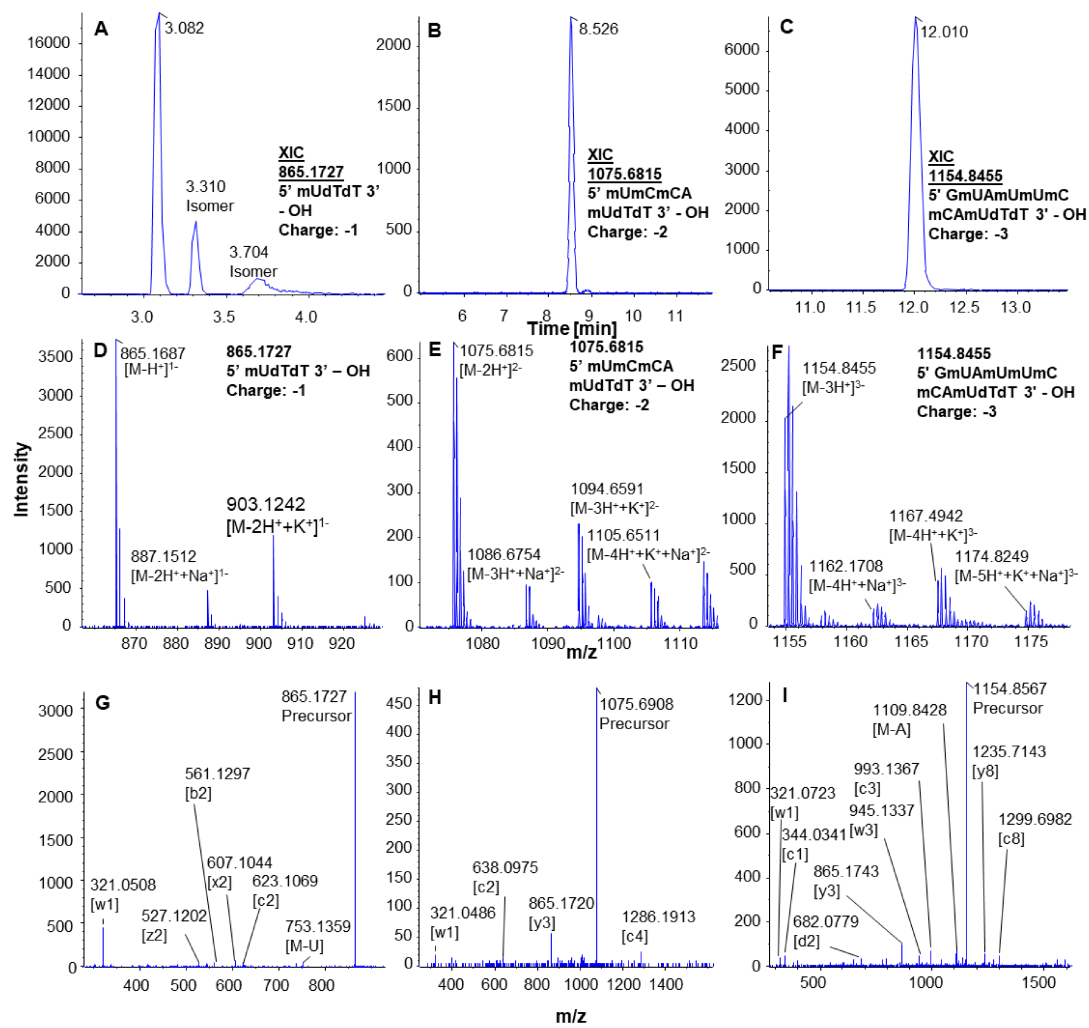 A
3.082
16000
14000
12000
10000
8000
6000
4000
2000
0
3.310
Isomer
3.704
Isomer
XIC
865.1727
5' mUdTdT 3'
- OH
Charge: -1
3.0
3.5
4.0
B
8.526
2000
1500
1000
500
0
XIC
1075.6815
5' mUmCmCA
mUdTdT 3' - OH
Charge: -2
6
7
8
9
10
11
Time [min]
C
12.010
6000
5000
4000
3000
2000
1000
0
XIC
1154.8455
5' GmUAmUmUmC
mCAmUdTdT 3' - OH
Charge: -3
11.0
11.5
12.0
12.5
13.0
Intensity
D
865.1687
[M-H⁺]¹⁻
865.1727
5' mUdTdT 3' – OH
Charge: -1
3500
3000
2500
2000
1500
1000
500
0
903.1242
[M-2H⁺+K⁺]¹⁻
887.1512
[M-2H⁺+Na⁺]¹⁻
870
880
890
900
910
920
E
1075.6815
[M-2H⁺]²⁻
1075.6815
5' mUmCmCA
mUdTdT 3' – OH
Charge: -2
600
500
400
300
200
100
0
1094.6591
[M-3H⁺+K⁺]²⁻
1105.6511
[M-4H⁺+K⁺+Na⁺]²⁻
1086.6754
[M-3H⁺+Na⁺]²⁻
1080
1090
1100
1110
m/z
F
1154.8455
[M-3H⁺]³⁻
1154.8455
5' GmUAmUmUmC
mCAmUdTdT 3' - OH
Charge: -3
2500
2000
1500
1000
500
0
1167.4942
[M-4H⁺+K⁺]³⁻
1162.1708
[M-4H⁺+Na⁺]³⁻
1174.8249
[M-5H⁺+K⁺+Na⁺]³⁻
1155
1160
1165
1170
1175
G
865.1727
Precursor
3000
2500
2000
1500
1000
500
0
561.1297
[b2]
607.1044
[x2]
623.1069
[c2]
321.0508
[w1]
527.1202
[z2]
753.1359
[M-U]
400
500
600
700
800
H
1075.6908
Precursor
450
400
350
300
250
200
150
100
50
0
638.0975
[c2]
321.0486
[w1]
865.1720
[y3]
1286.1913
[c4]
400
600
800
1000
1200
1400
1600
m/z
I
1154.8567
Precursor
1200
1000
800
600
400
200
0
1109.8428
[M-A]
1235.7143
[y8]
993.1367
[c3]
321.0723
[w1]
945.1337
[w3]
1299.6982
[c8]
344.0341
[c1]
865.1743
[y3]
682.0779
[d2]
500
1000
1500